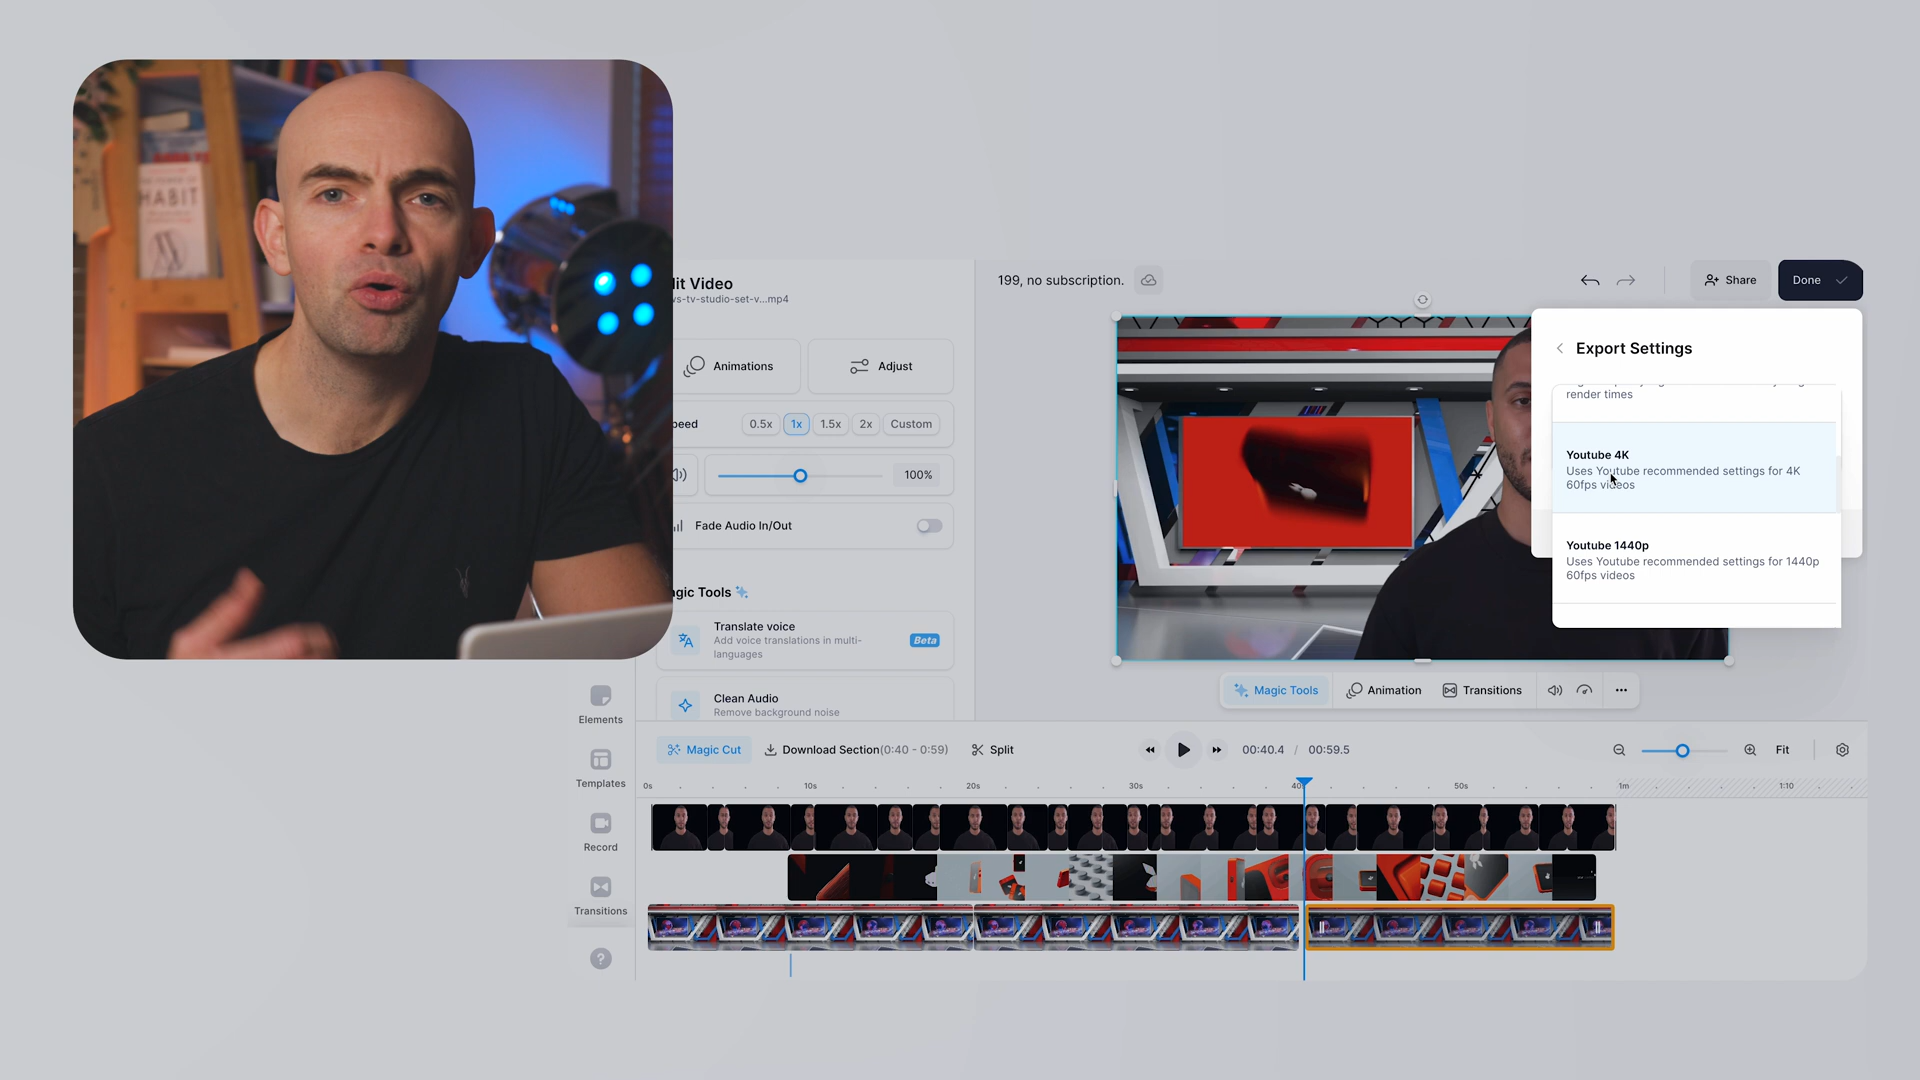 HABIT
lit Video
vs-tv-studio-set-v...mp4
Animations
Adjust
peed
0.5x
1x
1.5x
2x
Custom
100%
Fade Audio In/Out
agic Tools
Translate voice
Add voice translations in multi-
languages
Beta
Clean Audio
Remove background noise
199, no subscription.
Share
Done
Export Settings
render times
Youtube 4K
Uses Youtube recommended settings for 4K
60fps videos
Youtube 1440p
Uses Youtube recommended settings for 1440p
60fps videos
Magic Tools
Animation
Transitions
Elements
Templates
Record
Transitions
Magic Cut
Download Section(0:40 - 0:59)
Split
00:40.4 / 00:59.5
Fit
0s
10s
20s
30s
40s
50s
1m
1:10